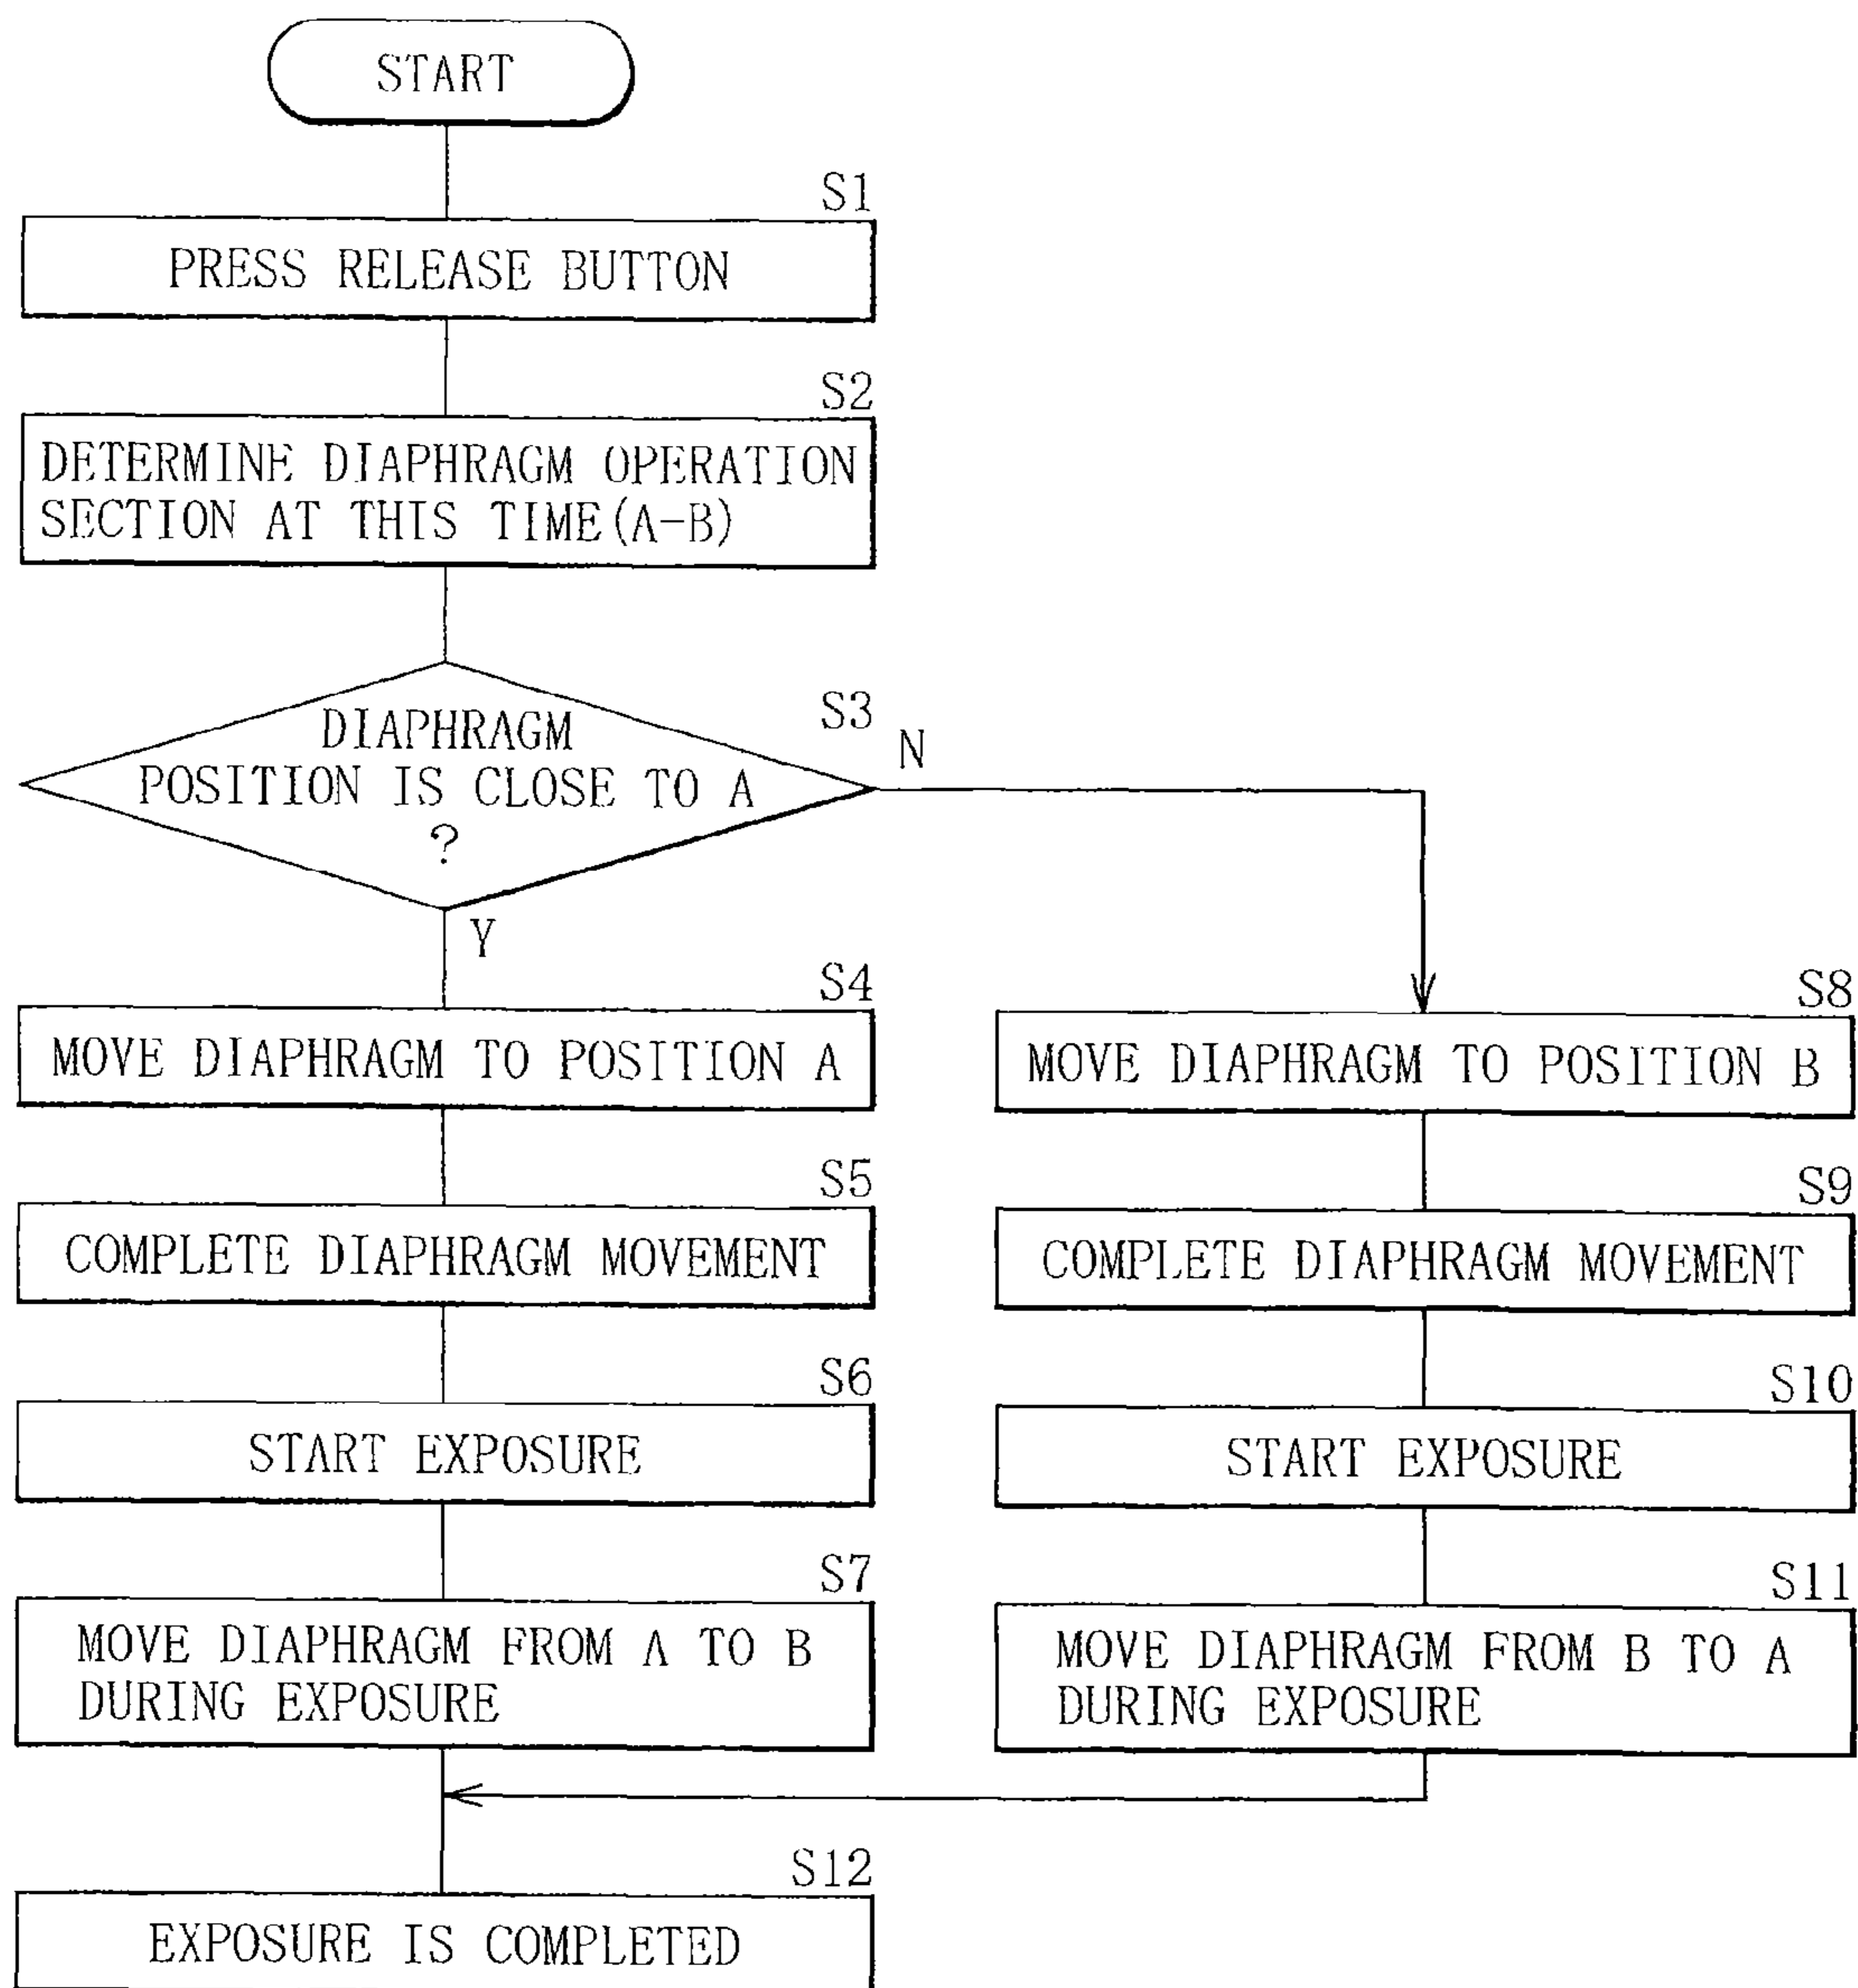 START
S1
PRESS RELEASE BUTTON
S2
DETERMINE DIAPHRAGM OPERATION
SECTION AT THIS TIME(A-B)
S3
DIAPHRAGM
POSITION IS CLOSE TO A
?
N
Y
S4
MOVE DIAPHRAGM TO POSITION A
S5
COMPLETE DIAPHRAGM MOVEMENT
S6
START EXPOSURE
S7
MOVE DIAPHRAGM FROM A TO B
DURING EXPOSURE
S8
MOVE DIAPHRAGM TO POSITION B
S9
COMPLETE DIAPHRAGM MOVEMENT
S10
START EXPOSURE
S11
MOVE DIAPHRAGM FROM B TO A
DURING EXPOSURE
S12
EXPOSURE IS COMPLETED